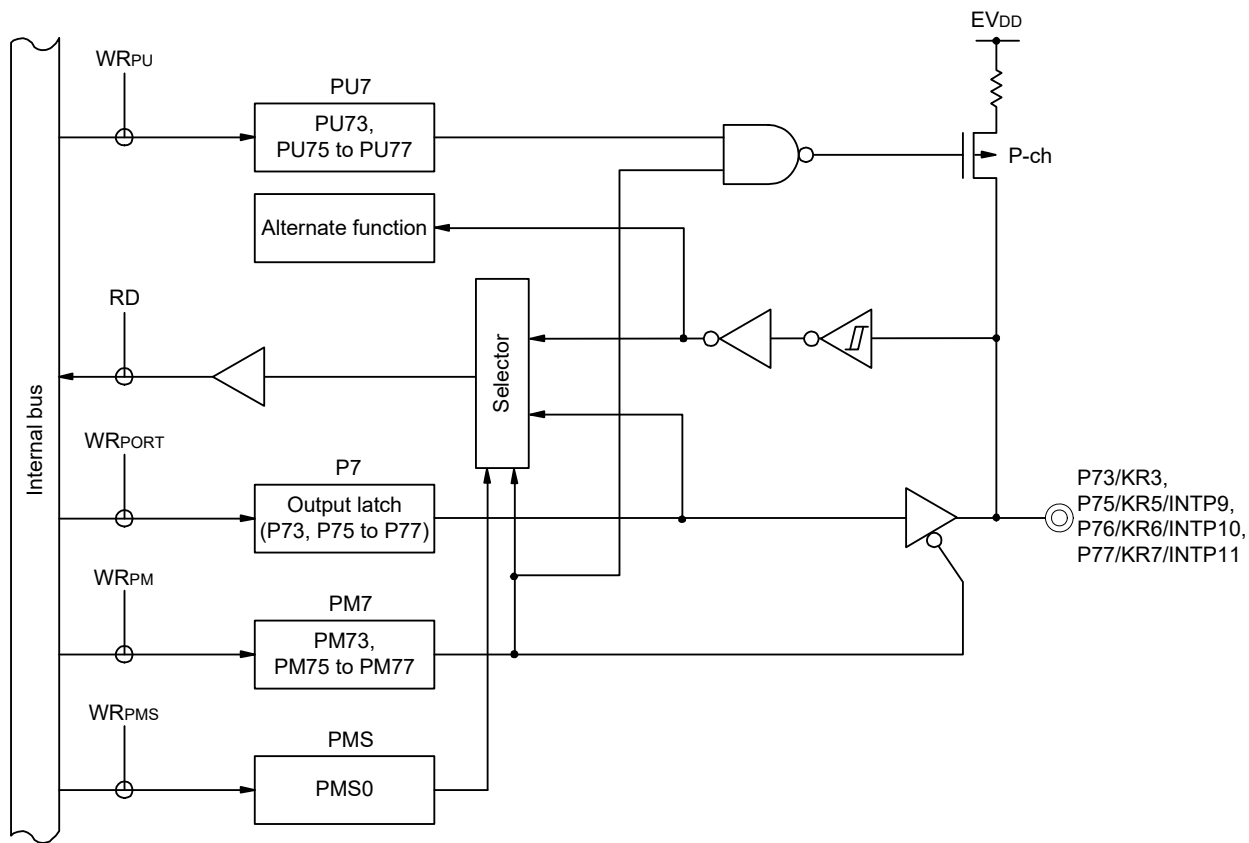 EVDD
WRPU
PU7
PU73,
PU75 to PU77
P-ch
Alternate function
RD
Selector
Internal bus
WRPORT
P7
Output latch
(P73, P75 to P77)
P73/KR3,
P75/KR5/INTP9,
P76/KR6/INTP10,
P77/KR7/INTP11
WRPM
PM7
PM73,
PM75 to PM77
WRPMS
PMS
PMS0